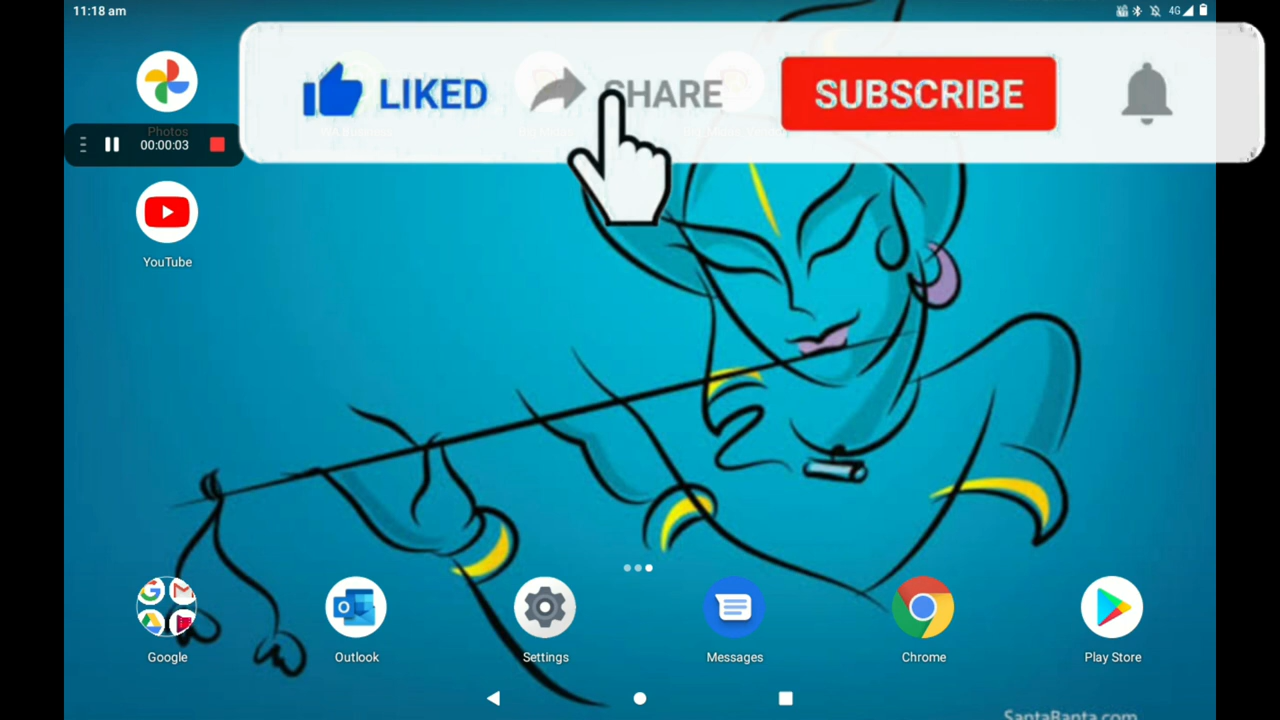 11:18 am
4G
LIKED
SHARE
SUBSCRIBE
Photos
00:00:03
YouTube
Google
Outlook
Settings
Messages
Chrome
Play Store
SantaBanta.com